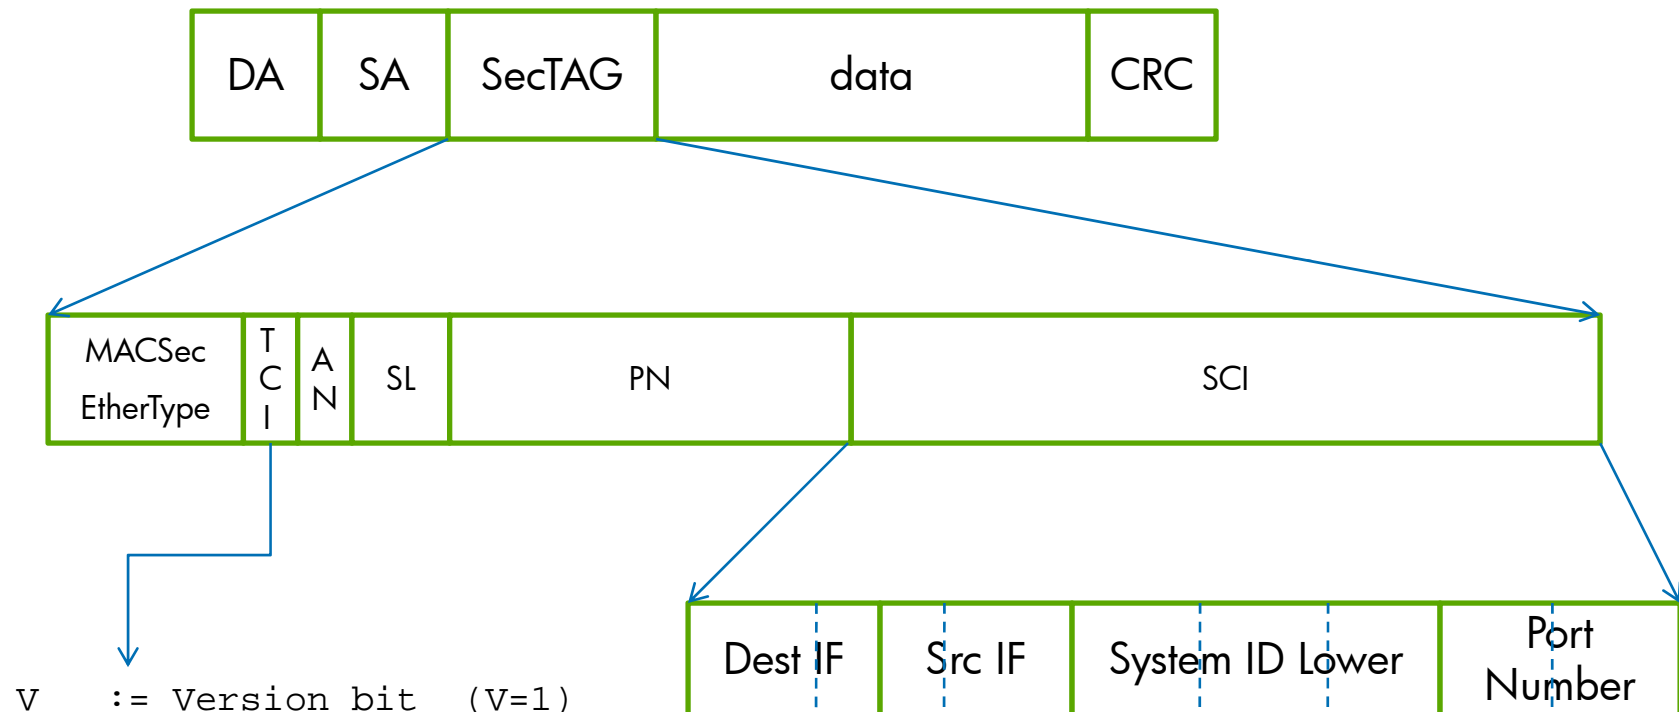 DA SA SecTAG data CRC
MACSec
EtherType
T
C
I
A
N
SL
PN
SCI
Dest IF
Src IF
System ID Lower
Port
Number
V := Version bit (V=1)